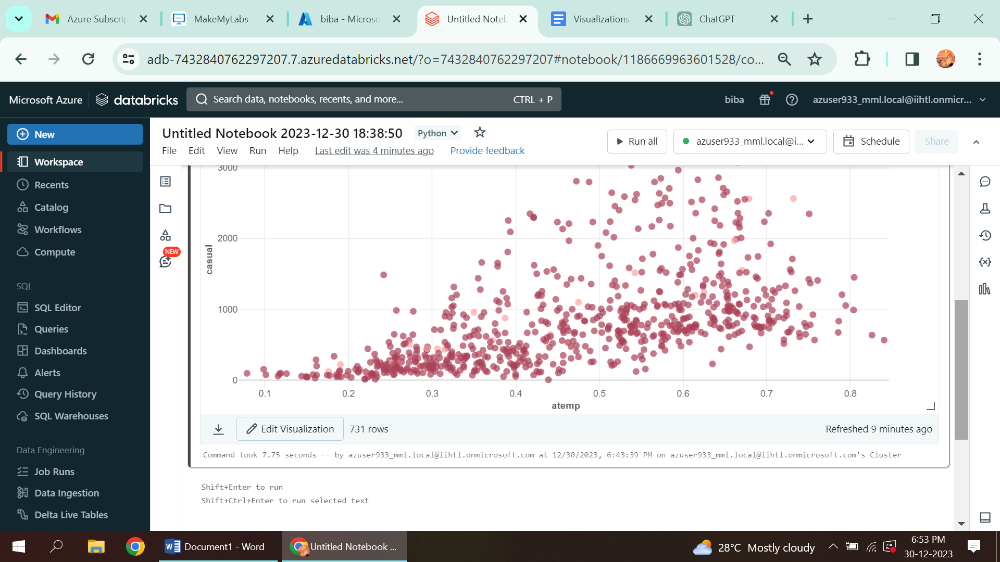 Azure Subscrip
MakeMyLabs
biba - Microso
Untitled Noteb
Visualizations
ChatGPT
adb-7432840762297207.7.azuredatabricks.net/?o=7432840762297207#notebook/1186669963601528/co...
Microsoft Azure
databricks
Search data, notebooks, recents, and more...
CTRL + P
biba
azuser933_mml.local@iihtl.onmicr...
New
Workspace
Recents
Catalog
Workflows
Compute
SQL
SQL Editor
Queries
Dashboards
Alerts
Query History
SQL Warehouses
Data Engineering
Job Runs
Data Ingestion
Delta Live Tables
Untitled Notebook 2023-12-30 18:38:50
Python
File Edit View Run Help Last edit was 4 minutes ago Provide feedback
Run all
azuser933_mml.local@i...
Schedule
Share
NEW
3000
2000
1000
0
casual
0.1 0.2 0.3 0.4 0.5 0.6 0.7 0.8
atemp
Edit Visualization
731 rows
Refreshed 9 minutes ago
Command took 7.75 seconds -- by azuser933_mml.local@iihtl.onmicrosoft.com at 12/30/2023, 6:43:39 PM on azuser933_mml.local@iihtl.onmicrosoft.com's Cluster
Shift+Enter to run
Shift+Ctrl+Enter to run selected text
Document1 - Word
Untitled Notebook ...
28°C Mostly cloudy
6:53 PM
30-12-2023